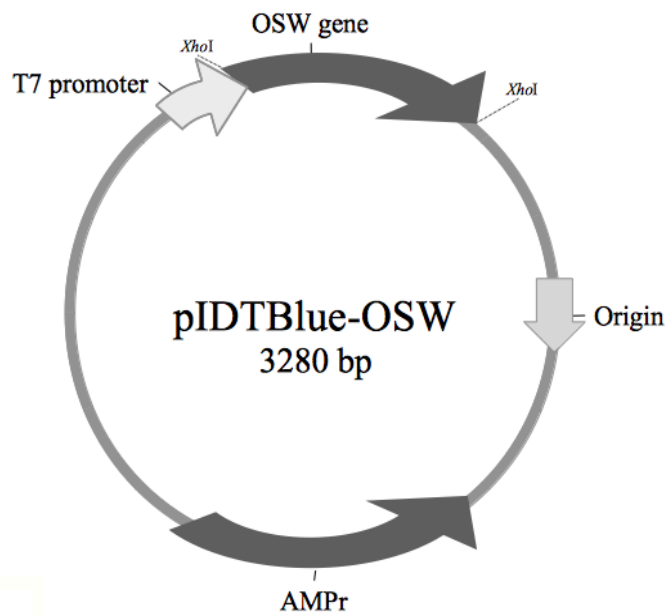 OSW gene
XhoI
T7 promoter
XhoI
pIDTBlue-OSW
3280 bp
Origin
AMPr